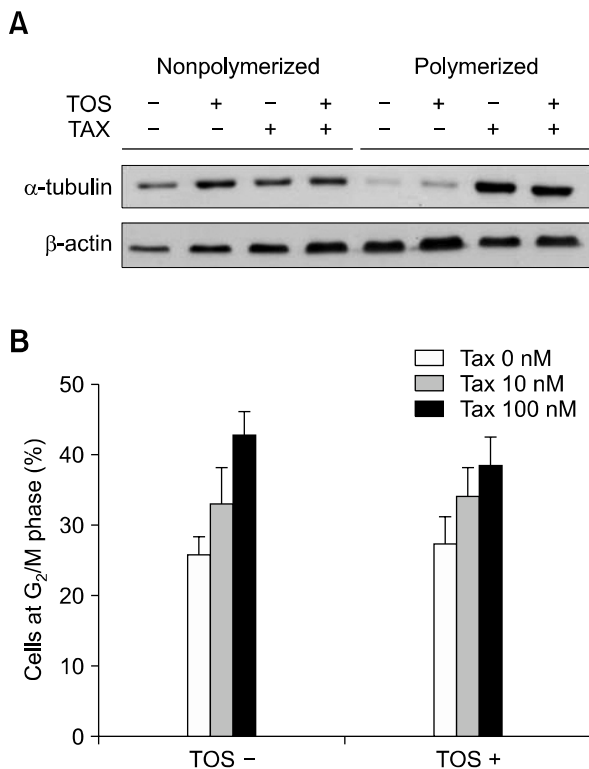 A
Nonpolymerized Polymerized
TOS − + − + − + − +
TAX − − + + − − + +
α-tubulin
β-actin
B
Tax 0 nM
Tax 10 nM
Tax 100 nM
50
40
30
20
10
0
Cells at G₂/M phase (%)
TOS − TOS +